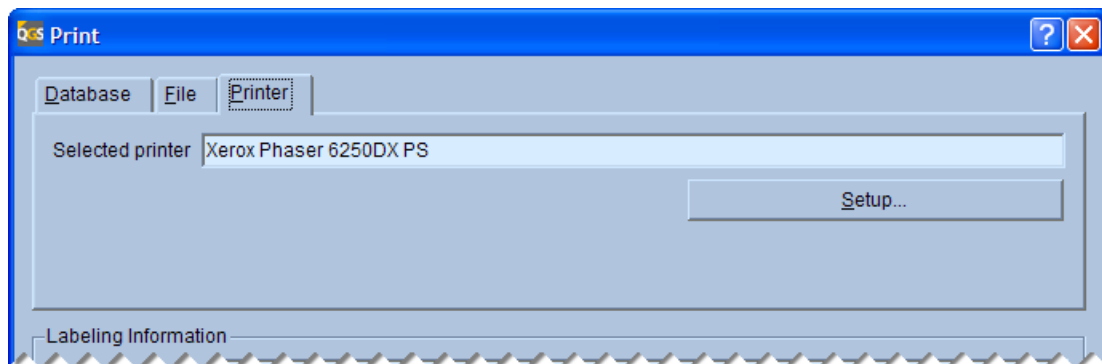 QGS Print
Database File Printer
Selected printer Xerox Phaser 6250DX PS
Setup...
Labeling Information